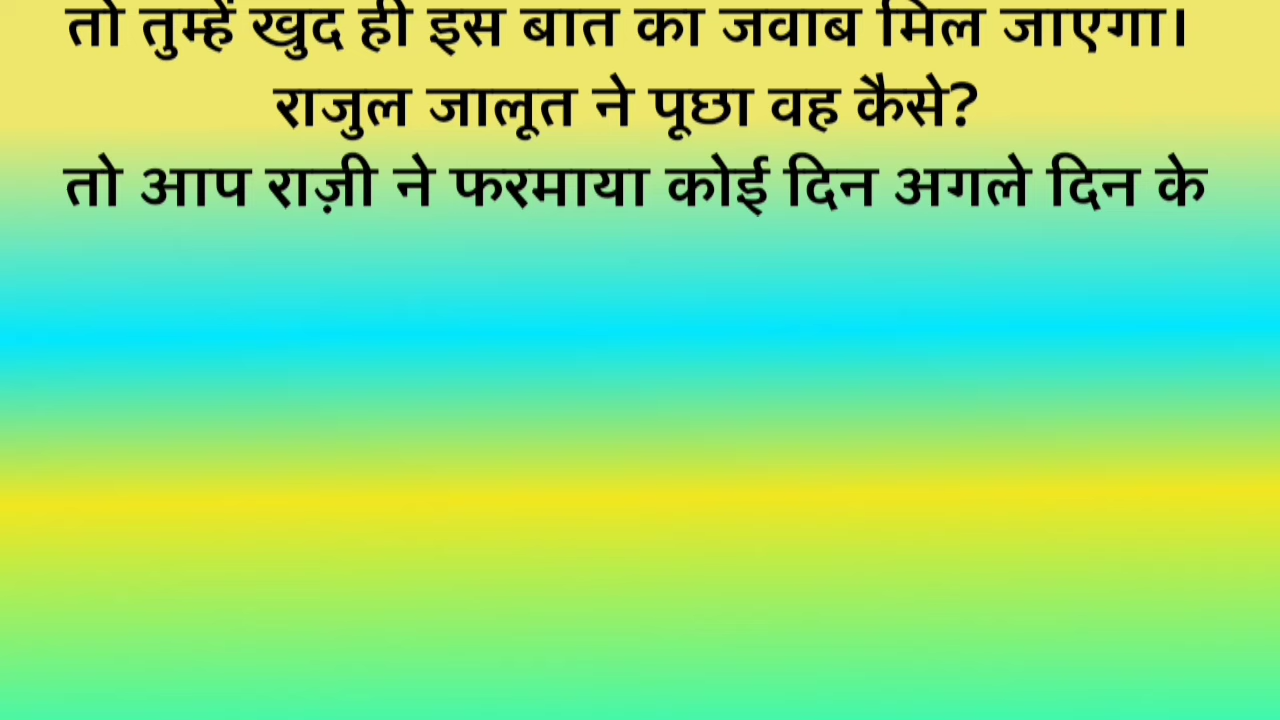 तो तुम्हें खुद ही इस बात का जवाब मिल जाएगा।
राजुल जालूत ने पूछा वह कैसे?
तो आप राज़ी ने फरमाया कोई दिन अगले दिन के